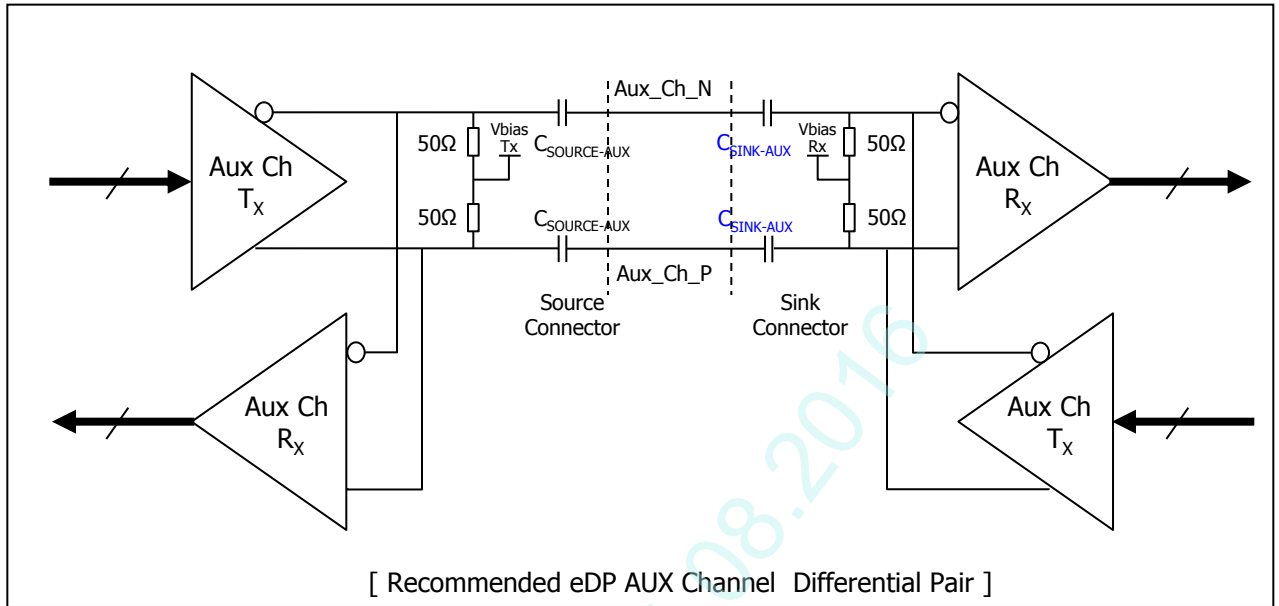 Aux_Ch_N
Aux Ch
TX
50Ω
Vbias
Tx
CSOURCE-AUX
CSINK-AUX
Vbias
Rx
50Ω
Aux Ch
RX
50Ω
CSOURCE-AUX
CSINK-AUX
50Ω
Aux_Ch_P
Source
Connector
Sink
Connector
Aux Ch
RX
Aux Ch
TX
08.2016
[ Recommended eDP AUX Channel Differential Pair ]